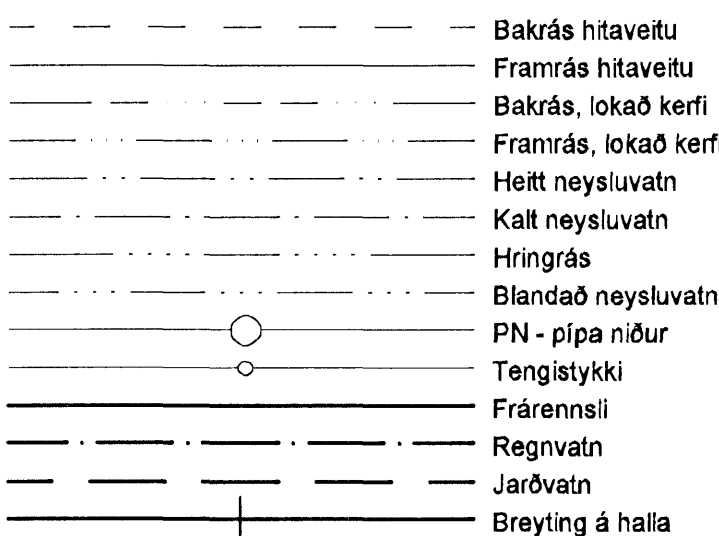 Bakrás hitaveitu
Framrás hitaveitu
Bakrás, lokað kerfi
Framrás, lokað kerfi
Heitt neysluvatn
Kalt neysluvatn
Hringrás
Blandað neysluvatn
PN - pípa niður
Tengistykki
Frárennsli
Regnvatn
Jarðvatn
Breyting á halla